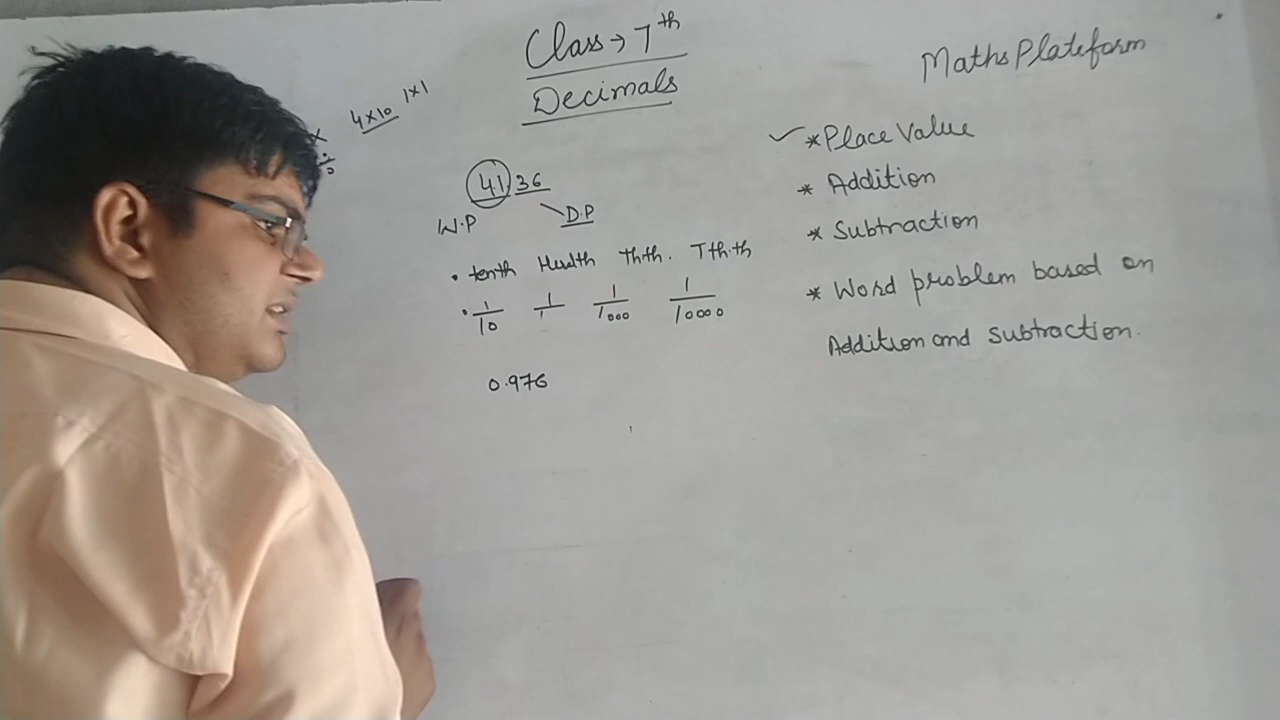 Class → 7th
Decimals
Maths Plateform
4×10 1×1
×
÷
41 36
W.P
D.P
• tenth Hundth Thth. Tth.th
• 1/10 1/1 1/1000 1/10000
0.976
✓ * Place Value
* Addition
* Subtraction
* Word problem based on
Addition and subtraction.